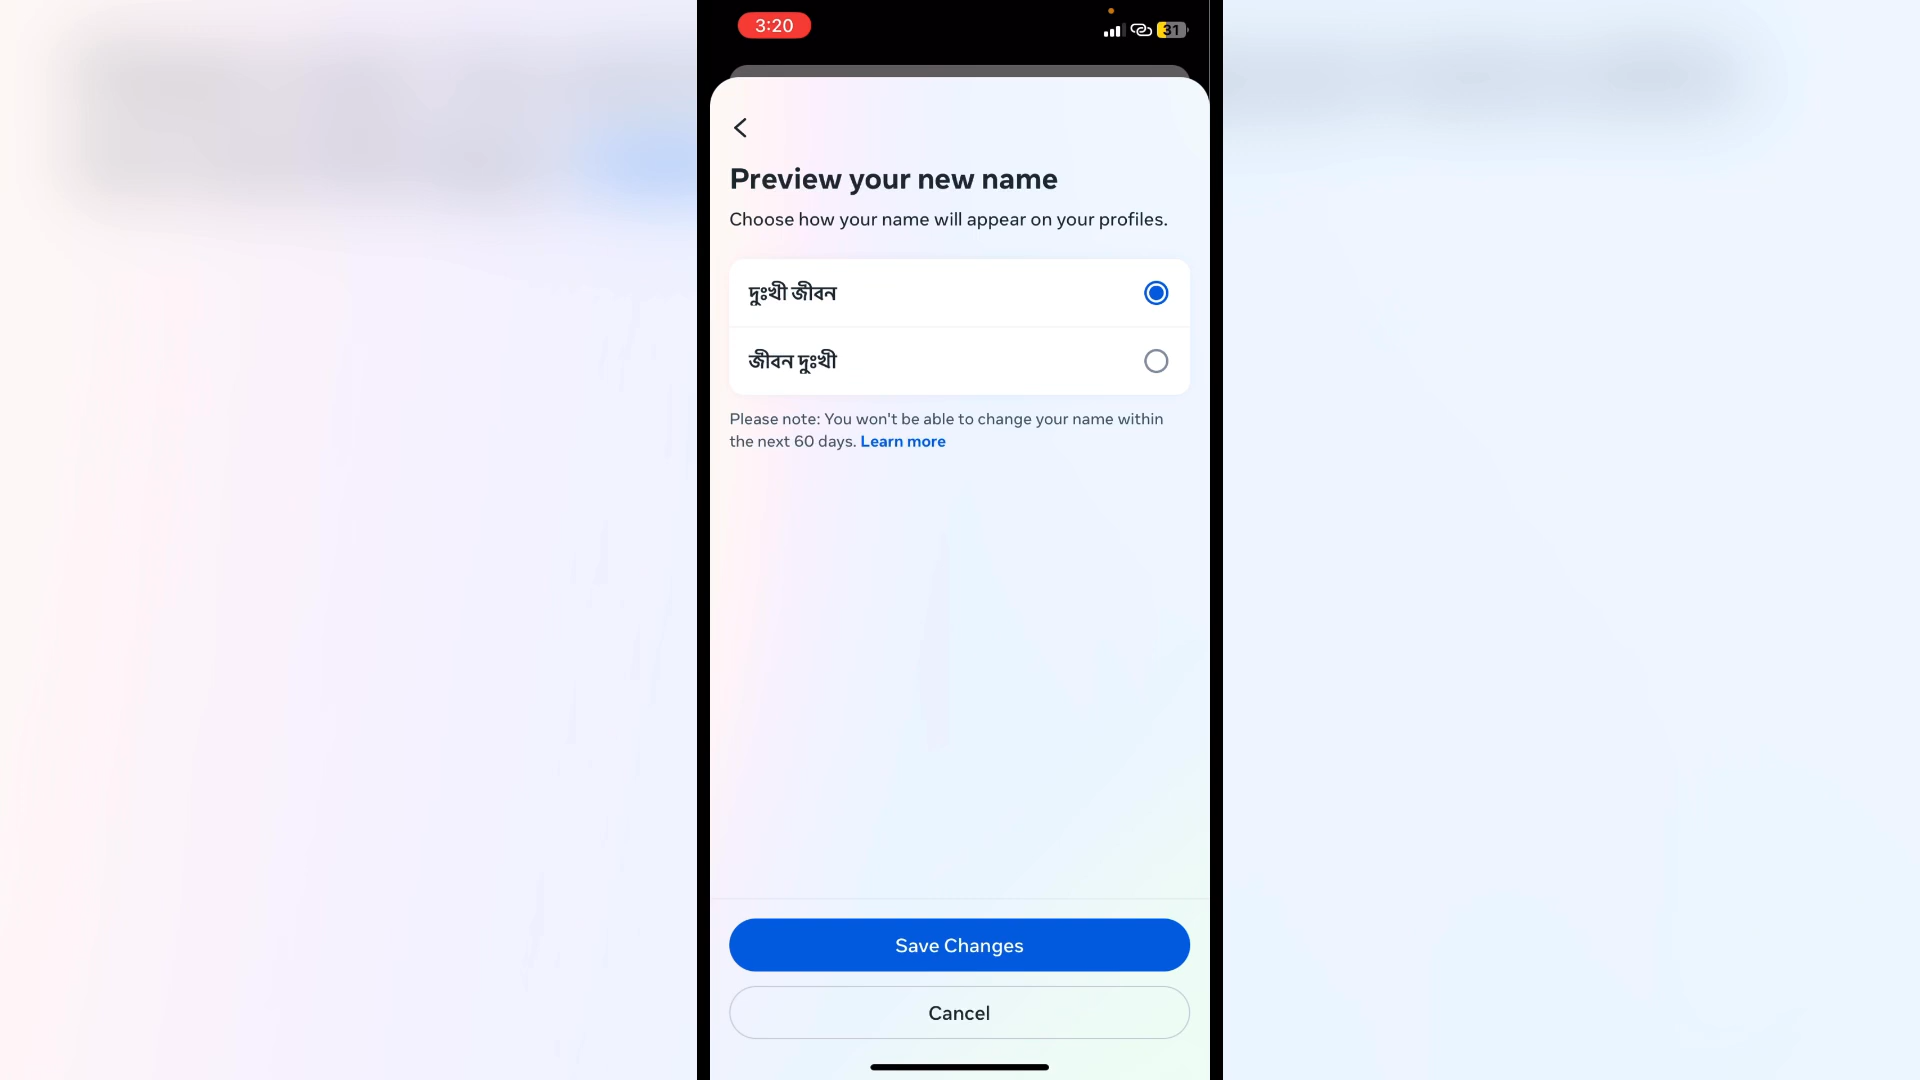 3:20
31
Preview your new name
Choose how your name will appear on your profiles.
দুঃখী জীবন
জীবন দুঃখী
Please note: You won't be able to change your name within
the next 60 days. Learn more
Save Changes
Cancel